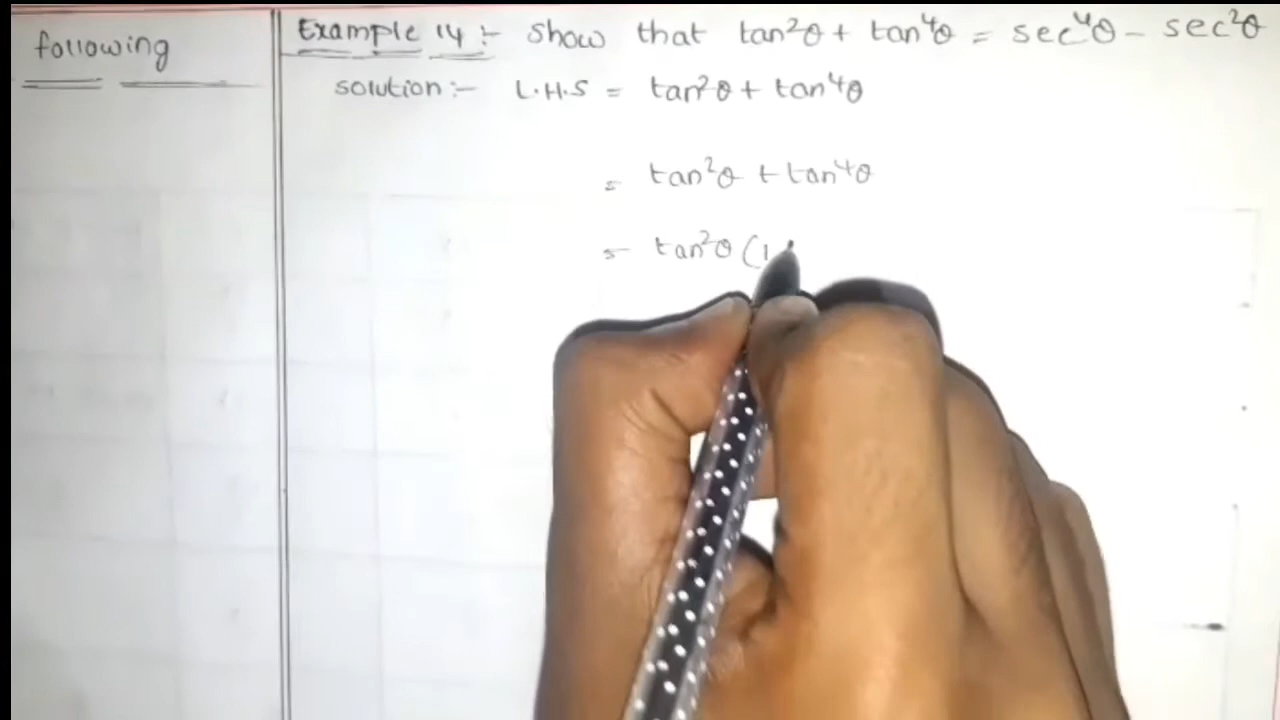 following
Example 14 :- show that tan²θ + tan⁴θ = sec⁴θ - sec²θ
solution :- L.H.S = tan²θ + tan⁴θ
= tan²θ + tan⁴θ
= tan²θ (1